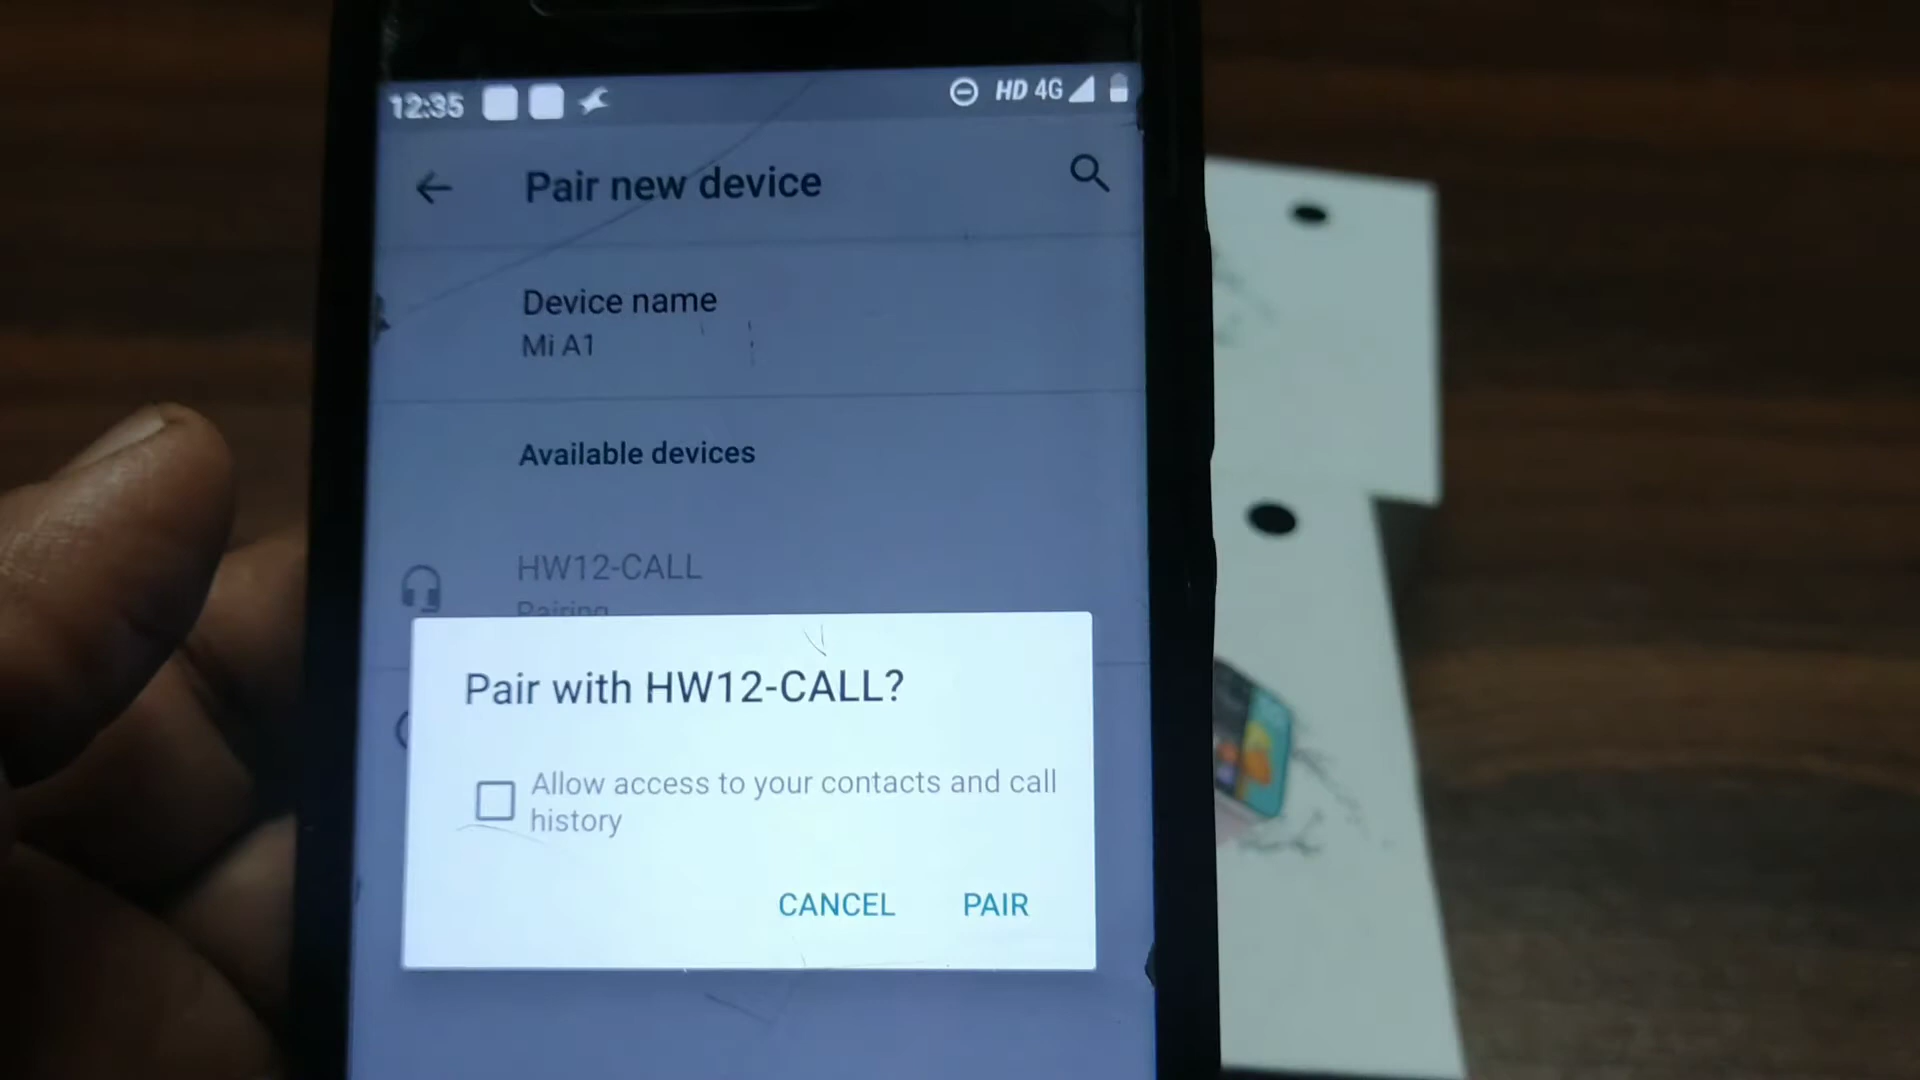 12:35 HD 4G
Pair new device
Device name
Mi A1
Available devices
HW12-CALL
Pairing
Pair with HW12-CALL?
Allow access to your contacts and call
history
CANCEL PAIR